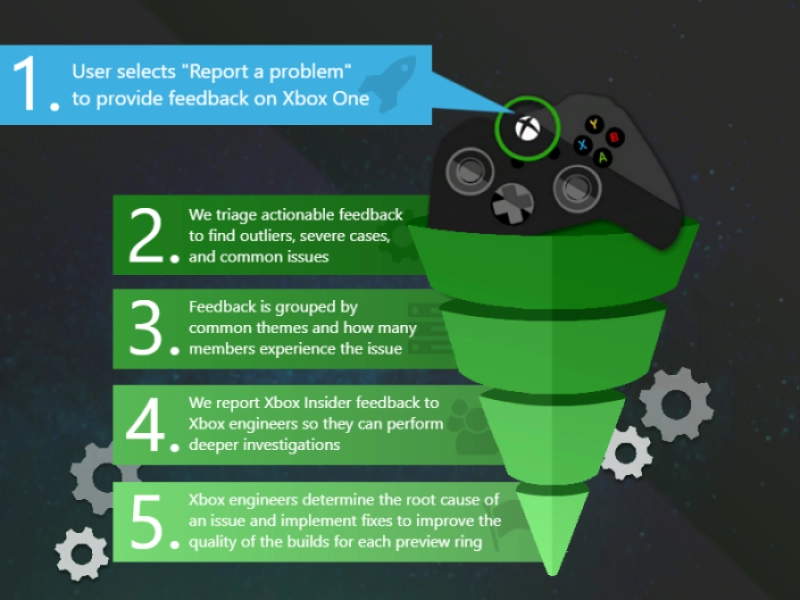 1. User selects "Report a problem"
to provide feedback on Xbox One
Y
B
X
A
2. We triage actionable feedback
to find outliers, severe cases,
and common issues
3. Feedback is grouped by
common themes and how many
members experience the issue
4. We report Xbox Insider feedback to
Xbox engineers so they can perform
deeper investigations
5. Xbox engineers determine the root cause of
an issue and implement fixes to improve the
quality of the builds for each preview ring